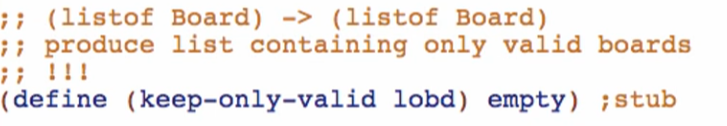 ;; (listof Board) -> (listof Board)
;; produce list containing only valid boards
;; !!!
(define (keep-only-valid lobd) empty) ;stub